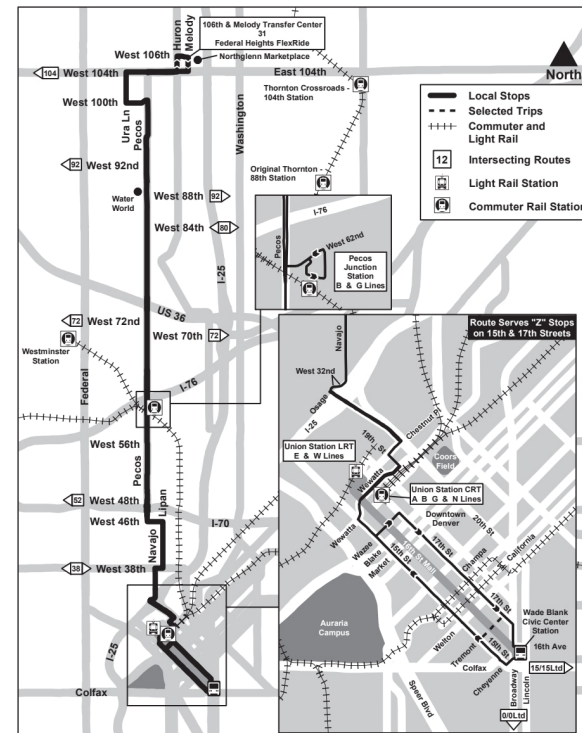 Huron
Melody
106th & Melody Transfer Center
31
Federal Heights FlexRide
West 106th
Northglenn Marketplace
104
West 104th
East 104th
North
West 100th
Thornton Crossroads -
104th Station
Ura Ln
Pecos
Washington
Local Stops
Selected Trips
Commuter and
Light Rail
12
Intersecting Routes
Light Rail Station
Commuter Rail Station
92
West 92nd
Original Thornton -
88th Station
Water
World
West 88th
92
West 84th
80
I-25
I-76
Pecos
West 62nd
Pecos
Junction
Station
B & G Lines
US 36
72
West 72nd
West 70th
72
Westminster
Station
Federal
I-76
West 56th
Pecos
52
West 48th
Lipan
West 46th
I-70
Navajo
38
West 38th
I-25
Colfax
Route Serves "Z" Stops
on 15th & 17th Streets
Navajo
West 32nd
Osage
I-25
Chestnut Pl
19th St
Coors
Field
Union Station LRT
E & W Lines
Wewatta
Union Station CRT
A B G & N Lines
20th St
Downtown
Denver
Wewatta
Wazee
Blake
Market
15th St
16th St Mall
17th St
Champa
California
17th St
Wade Blank
Civic Center
Station
16th Ave
Auraria
Campus
Welton
Tremont
15th St
Colfax
Cheyenne
15/15Ltd
Speer Blvd
Broadway
Lincoln
0/0Ltd